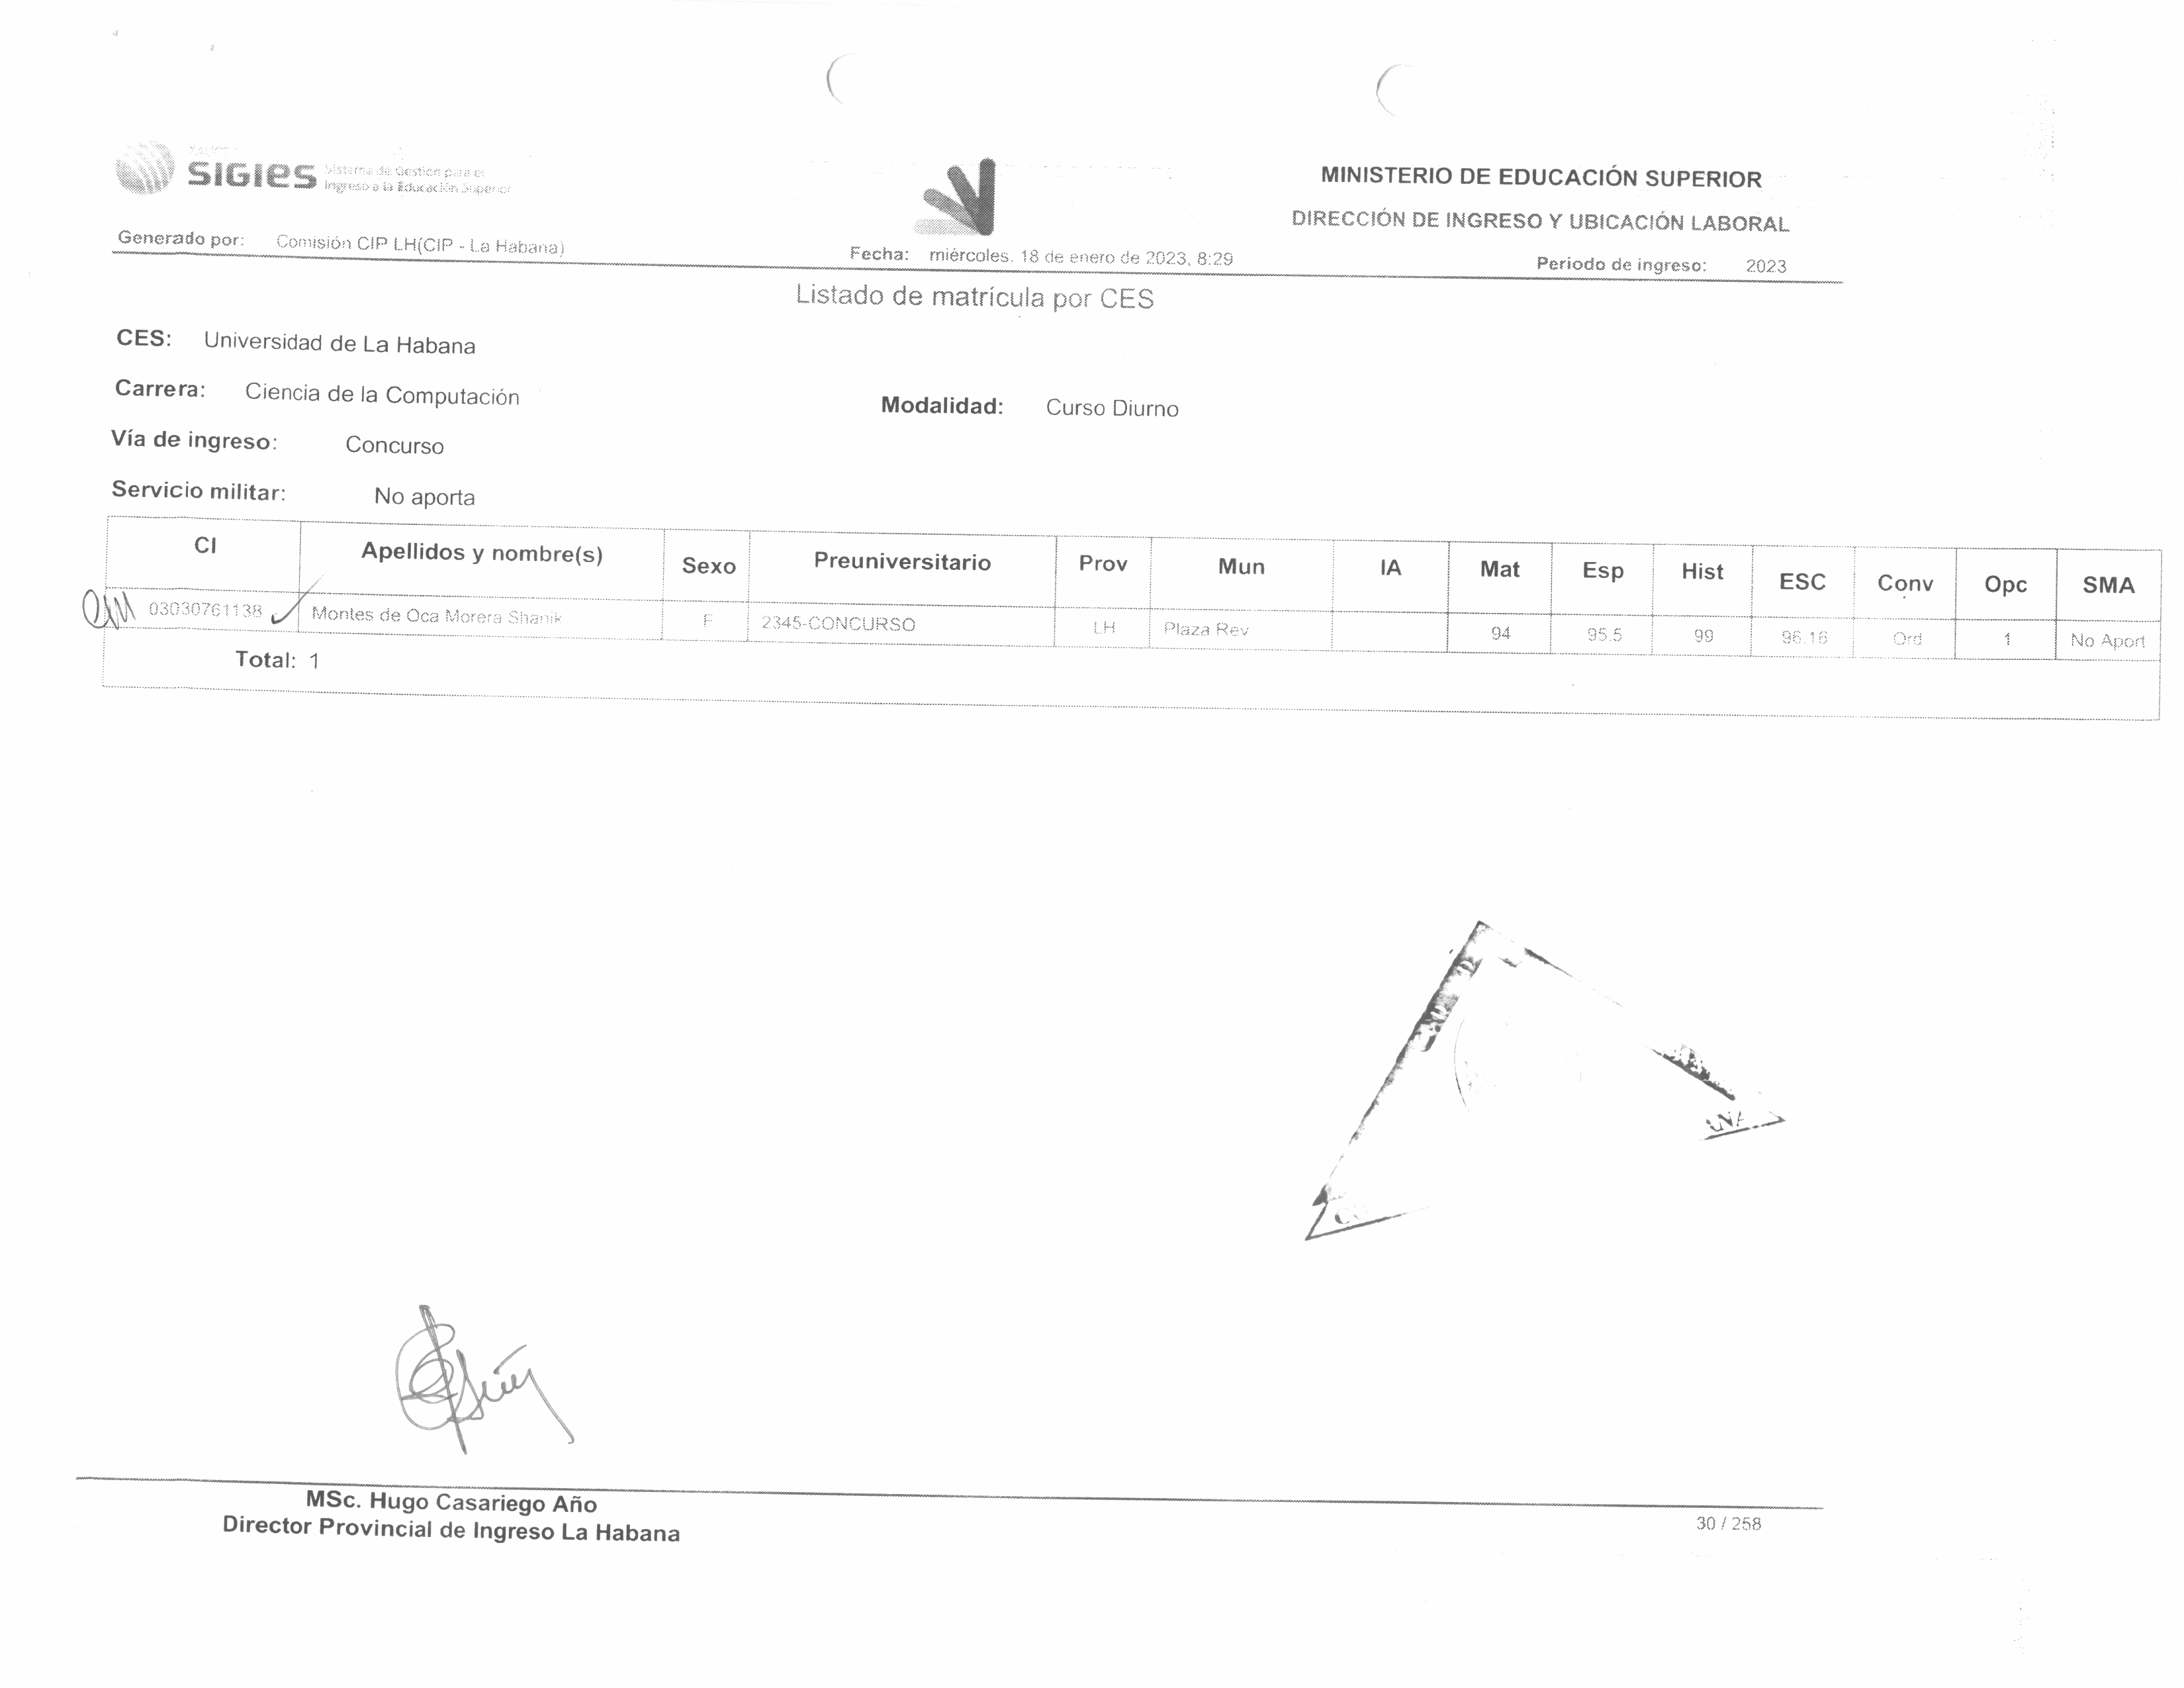 SIGIES Sistema de Gestión para el
Ingreso a la Educación Superior
MINISTERIO DE EDUCACIÓN SUPERIOR
DIRECCIÓN DE INGRESO Y UBICACIÓN LABORAL
Generado por: Comisión CIP LH(CIP - La Habana)
Fecha: miércoles, 18 de enero de 2023, 8:29
Periodo de ingreso: 2023
Listado de matrícula por CES
CES: Universidad de La Habana
Carrera: Ciencia de la Computación
Modalidad: Curso Diurno
Vía de ingreso: Concurso
Servicio militar: No aporta
CI Apellidos y nombre(s) Sexo Preuniversitario Prov Mun IA Mat Esp Hist ESC Conv Opc SMA
03030761138 Montes de Oca Morera Shanik F 2345-CONCURSO LH Plaza Rev 94 95.5 99 96.16 Ord 1 No Aport
Total: 1
MSc. Hugo Casariego Año
Director Provincial de Ingreso La Habana
30 / 258